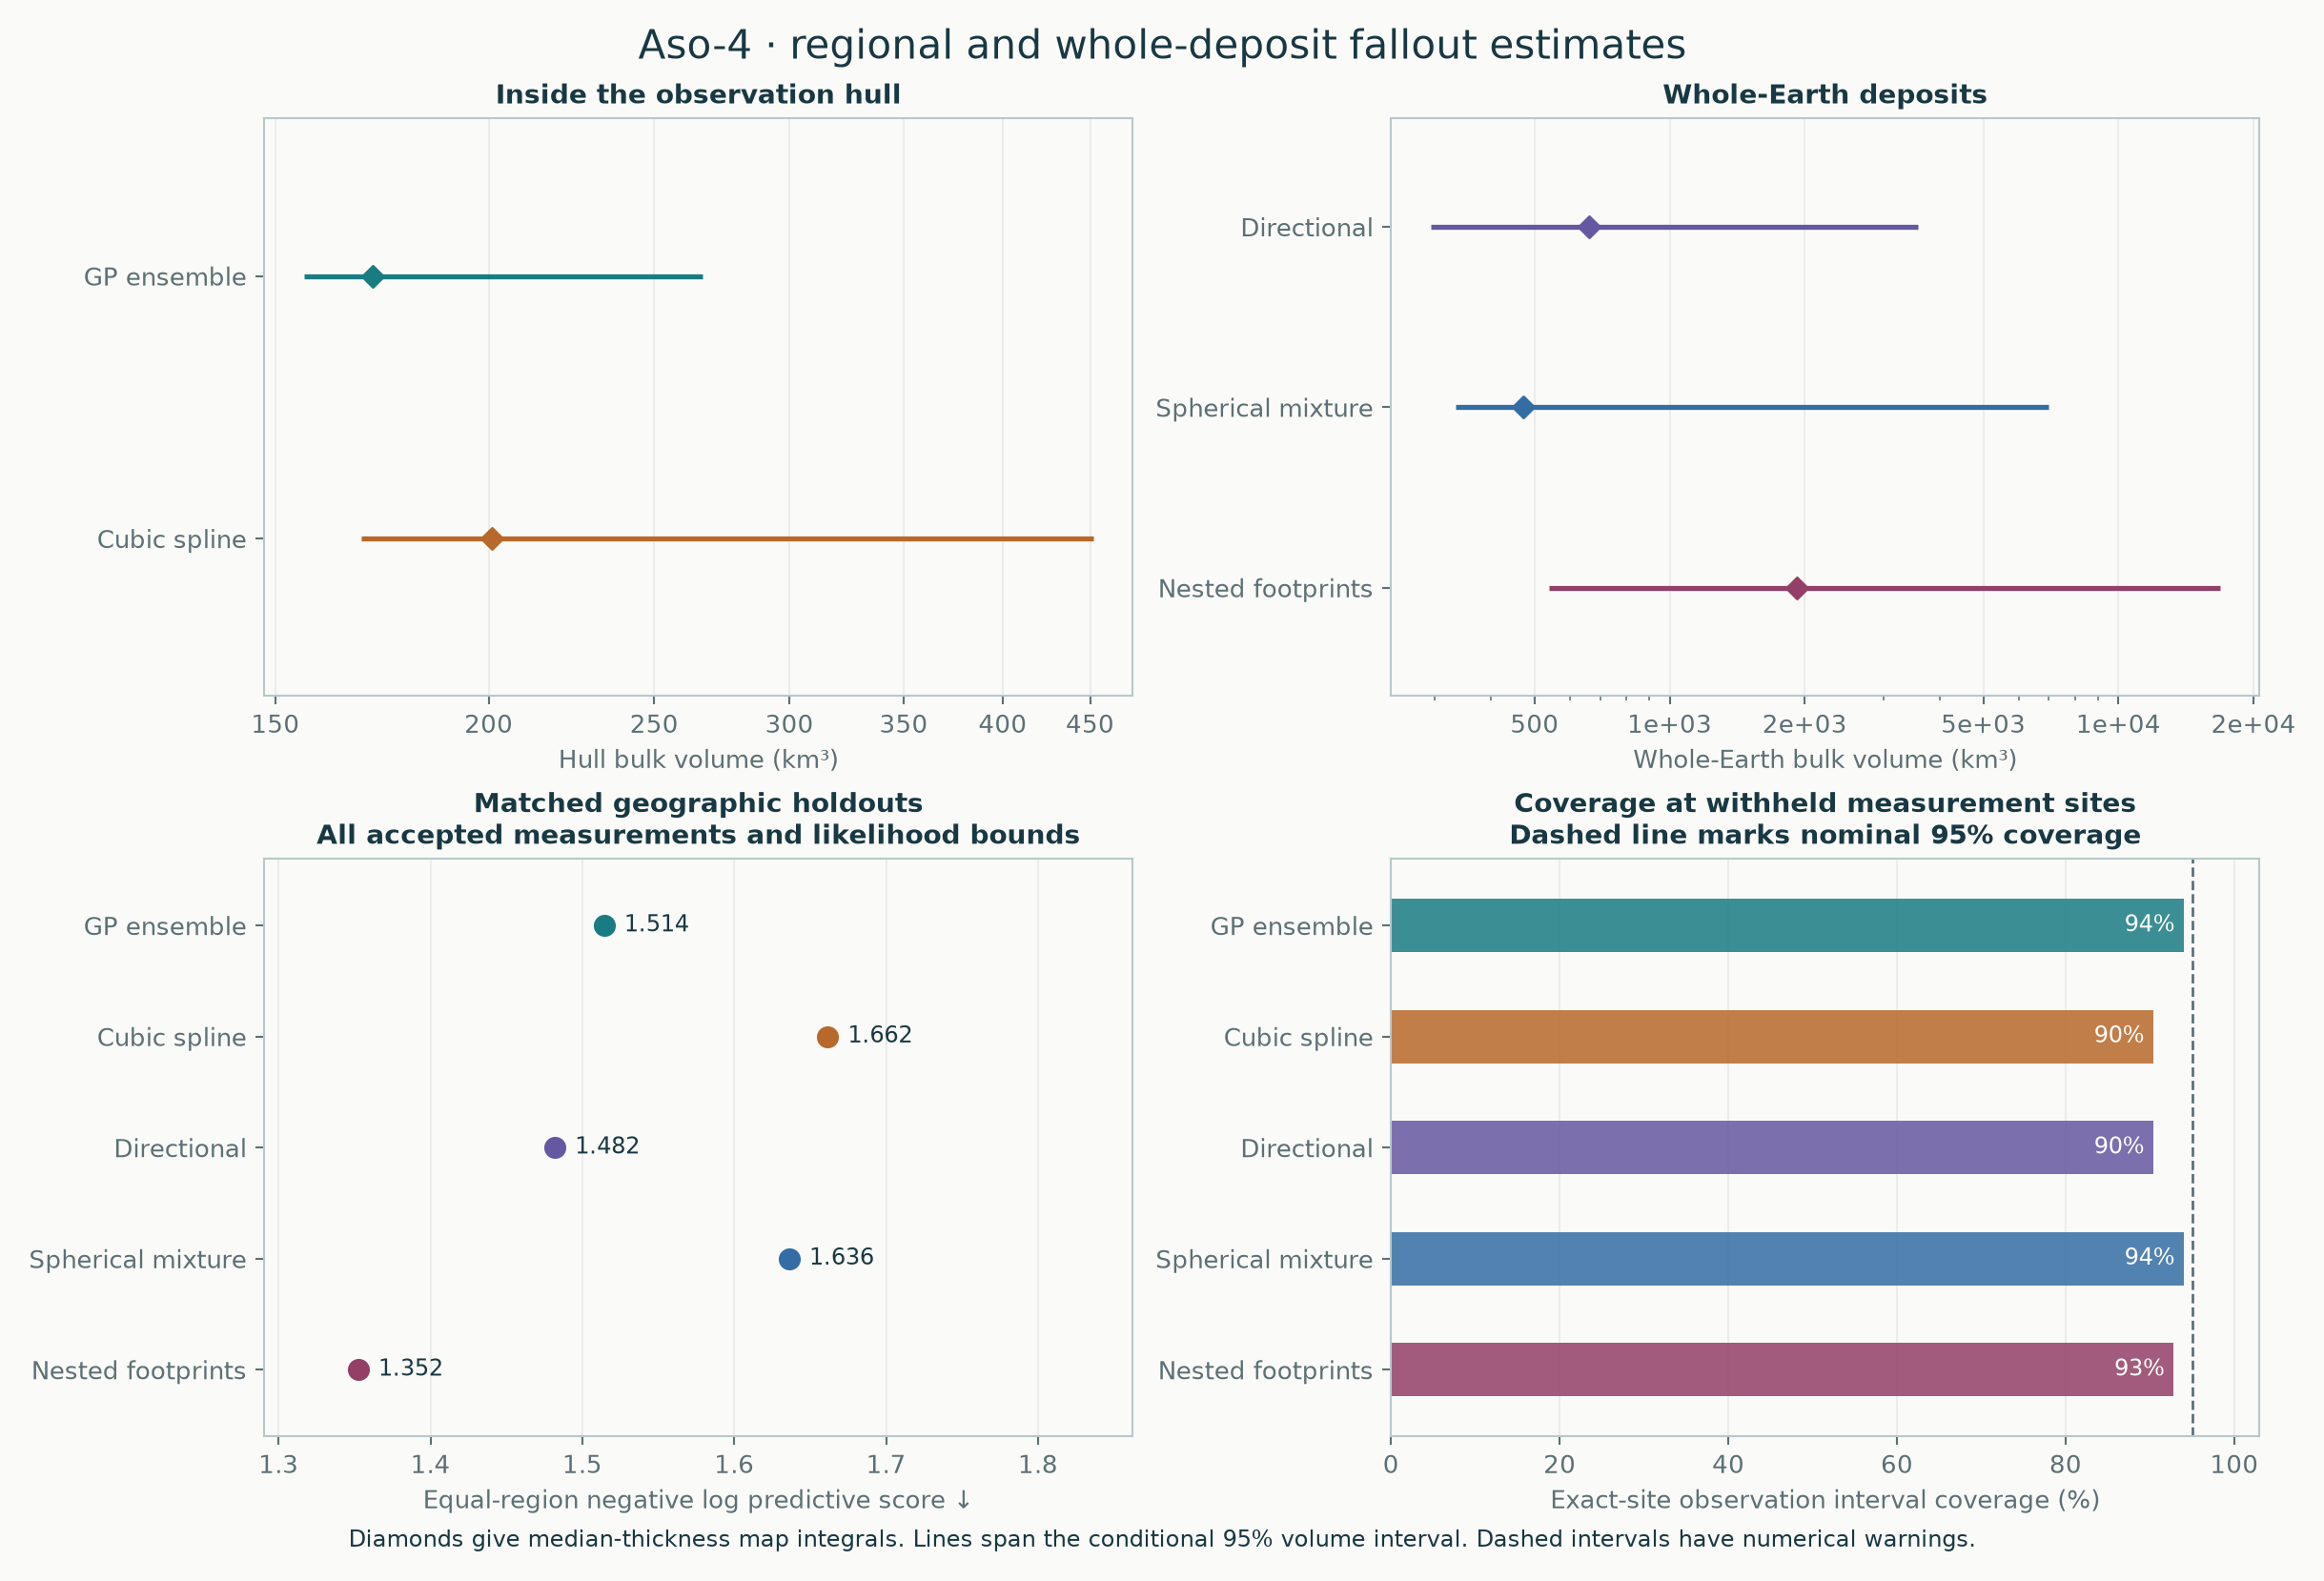 Aso-4 · regional and whole-deposit fallout estimates
Inside the observation hull
GP ensemble
Cubic spline
150 200 250 300 350 400 450
Hull bulk volume (km³)
Whole-Earth deposits
Directional
Spherical mixture
Nested footprints
500 1e+03 2e+03 5e+03 1e+04 2e+04
Whole-Earth bulk volume (km³)
Matched geographic holdouts
All accepted measurements and likelihood bounds
GP ensemble 1.514
Cubic spline 1.662
Directional 1.482
Spherical mixture 1.636
Nested footprints 1.352
1.3 1.4 1.5 1.6 1.7 1.8
Equal-region negative log predictive score ↓
Coverage at withheld measurement sites
Dashed line marks nominal 95% coverage
GP ensemble 94%
Cubic spline 90%
Directional 90%
Spherical mixture 94%
Nested footprints 93%
0 20 40 60 80 100
Exact-site observation interval coverage (%)
Diamonds give median-thickness map integrals. Lines span the conditional 95% volume interval. Dashed intervals have numerical warnings.